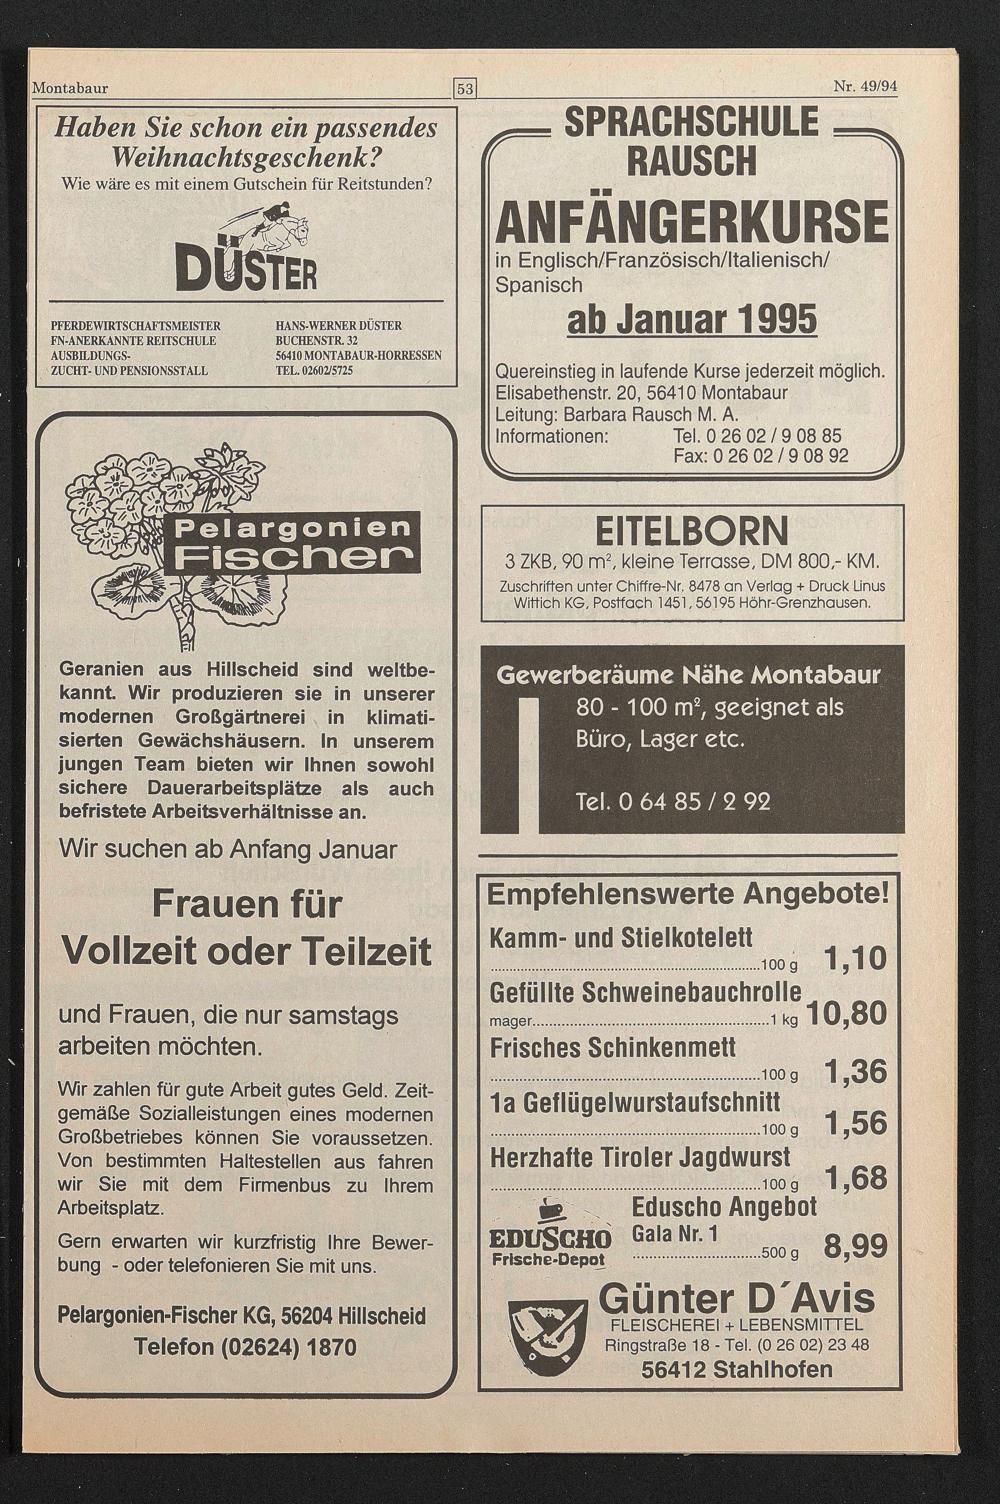 Montabaur
53
Nr. 49/94
Haben Sie schon ein passendes
Weihnachtsgeschenk?
Wie wäre es mit einem Gutschein für Reitstunden?
DÜSTER
PFERDEWIRTSCHAFTSMEISTER
FN-ANERKANNTE REITSCHULE
AUSBILDUNGS-
ZUCHT- UND PENSIONSSTALL
HANS-WERNER DÜSTER
BUCHENSTR. 32
56410 MONTABAUR-HORRESSEN
TEL. 02602/5725
Pelargonien
Fischer
Geranien aus Hillscheid sind weltbe-
kannt. Wir produzieren sie in unserer
modernen Großgärtnerei in klimati-
sierten Gewächshäusern. In unserem
jungen Team bieten wir Ihnen sowohl
sichere Dauerarbeitsplätze als auch
befristete Arbeitsverhältnisse an.
Wir suchen ab Anfang Januar
Frauen für
Vollzeit oder Teilzeit
und Frauen, die nur samstags
arbeiten möchten.
Wir zahlen für gute Arbeit gutes Geld. Zeit-
gemäße Sozialleistungen eines modernen
Großbetriebes können Sie voraussetzen.
Von bestimmten Haltestellen aus fahren
wir Sie mit dem Firmenbus zu Ihrem
Arbeitsplatz.
Gern erwarten wir kurzfristig Ihre Bewer-
bung - oder telefonieren Sie mit uns.
Pelargonien-Fischer KG, 56204 Hillscheid
Telefon (02624) 1870
SPRACHSCHULE
RAUSCH
ANFÄNGERKURSE
in Englisch/Französisch/Italienisch/
Spanisch
ab Januar 1995
Quereinstieg in laufende Kurse jederzeit möglich.
Elisabethenstr. 20, 56410 Montabaur
Leitung: Barbara Rausch M. A.
Informationen: Tel. 0 26 02 / 9 08 85
Fax: 0 26 02 / 9 08 92
EITELBORN
3 ZKB, 90 m², kleine Terrasse, DM 800,- KM.
Zuschriften unter Chiffre-Nr. 8478 an Verlag + Druck Linus
Wittich KG, Postfach 1451, 56195 Höhr-Grenzhausen.
Gewerberäume Nähe Montabaur
80 - 100 m², geeignet als
Büro, Lager etc.
Tel. 0 64 85 / 2 92
Empfehlenswerte Angebote!
Kamm- und Stielkotelett
100 g 1,10
Gefüllte Schweinebauchrolle
mager 1 kg 10,80
Frisches Schinkenmett
100 g 1,36
1a Geflügelwurstaufschnitt
100 g 1,56
Herzhafte Tiroler Jagdwurst
100 g 1,68
Eduscho Angebot
EDUSCHO Gala Nr. 1
Frische-Depot 500 g 8,99
Günter D´Avis
FLEISCHEREI + LEBENSMITTEL
Ringstraße 18 - Tel. (0 26 02) 23 48
56412 Stahlhofen